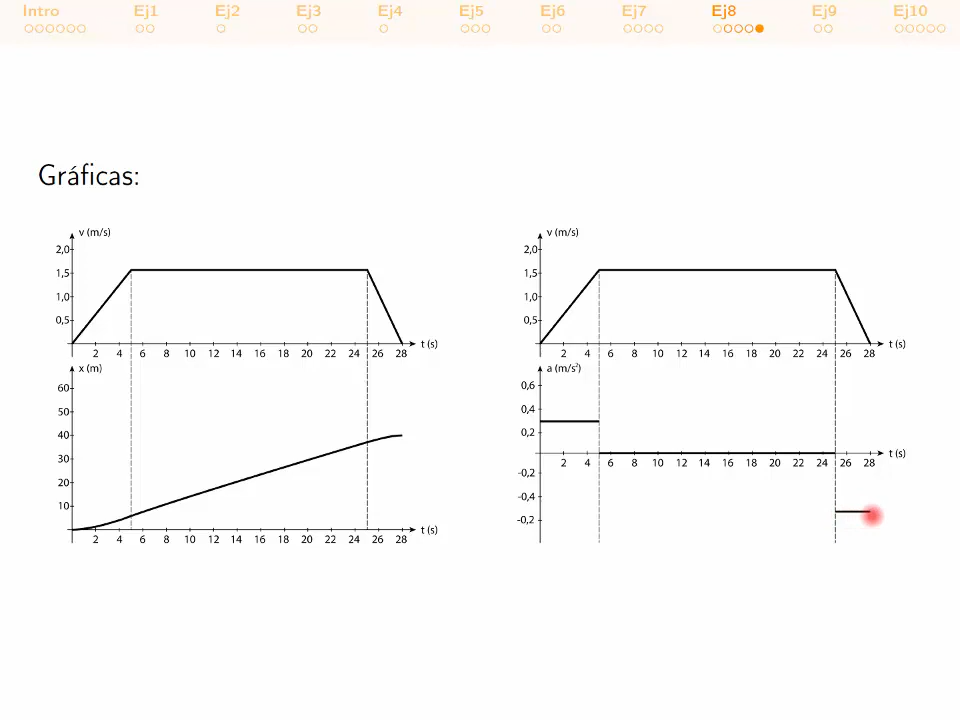 Intro Ej1 Ej2 Ej3 Ej4 Ej5 Ej6 Ej7 Ej8 Ej9 Ej10
Gráficas:
v (m/s)
2,0
1,5
1,0
0,5
2 4 6 8 10 12 14 16 18 20 22 24 26 28 t (s)
x (m)
60
50
40
30
20
10
2 4 6 8 10 12 14 16 18 20 22 24 26 28 t (s)
v (m/s)
2,0
1,5
1,0
0,5
2 4 6 8 10 12 14 16 18 20 22 24 26 28 t (s)
a (m/s²)
0,6
0,4
0,2
2 4 6 8 10 12 14 16 18 20 22 24 26 28 t (s)
-0,2
-0,4
-0,2